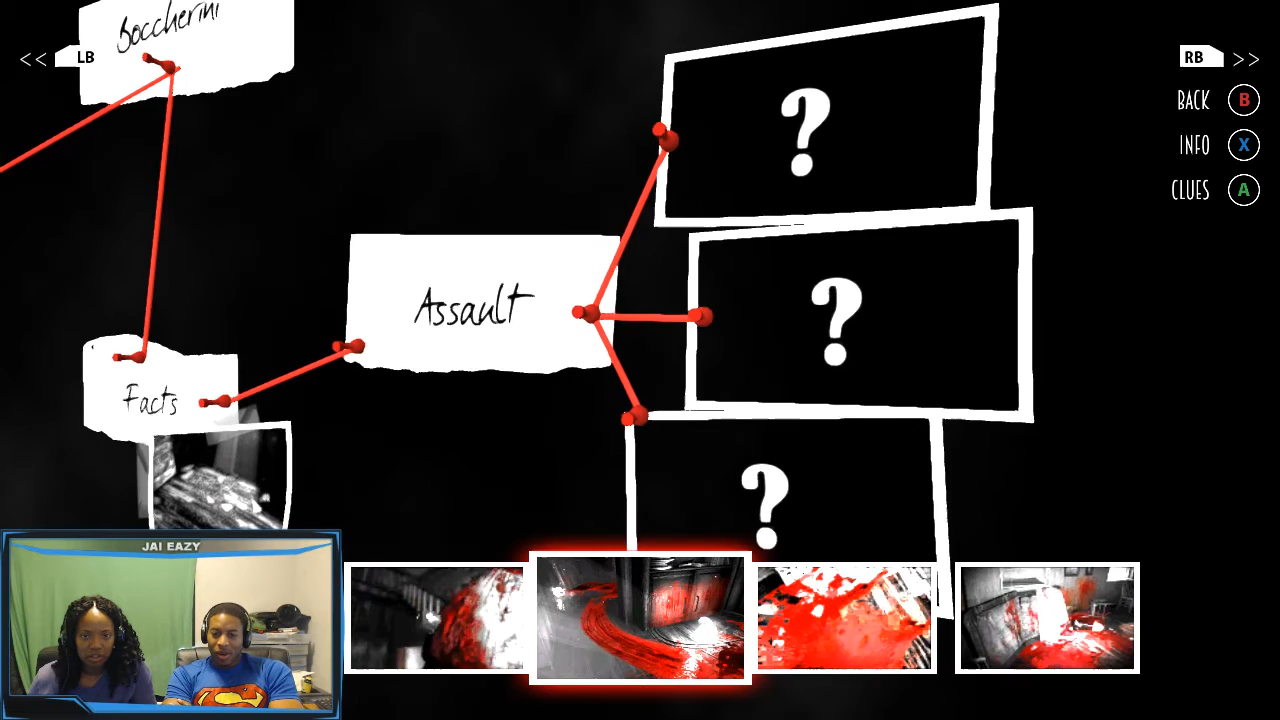 Boccherini
<< LB
RB >>
BACK B
INFO X
CLUES A
?
?
?
Assault
Facts
JAI EAZY